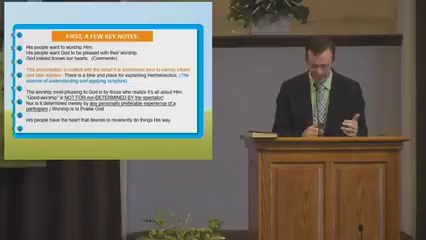 FIRST, A FEW KEY NOTES:
His people want to worship Him.
His people want God to be pleased with their worship.
God indeed knows our hearts. (Comments)
This presentation is crafted with the belief it is sometimes best to merely inform
and later explain. There is a time and place for explaining Hermeneutics. (The
science of understanding and applying scripture)
The worship most-pleasing to God is by those who realize it's all about Him.
"Good-worship" is NOT FOR-nor-DETERMINED BY the spectator!
Nor is it determined merely by any personally preferable experience of a
participant.) Worship is to Praise God
His people have the heart that desires to reverently do things His way.